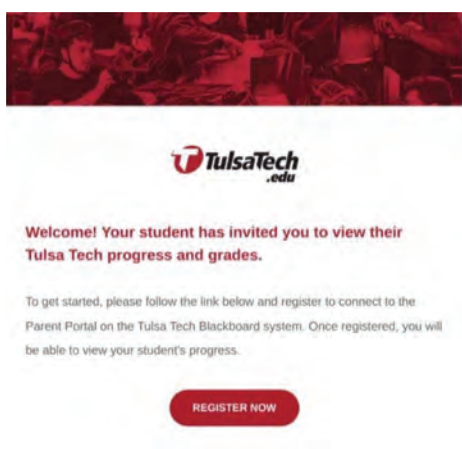 TulsaTech
.edu
Welcome! Your student has invited you to view their
Tulsa Tech progress and grades.
To get started, please follow the link below and register to connect to the
Parent Portal on the Tulsa Tech Blackboard system. Once registered, you will
be able to view your student's progress.
REGISTER NOW